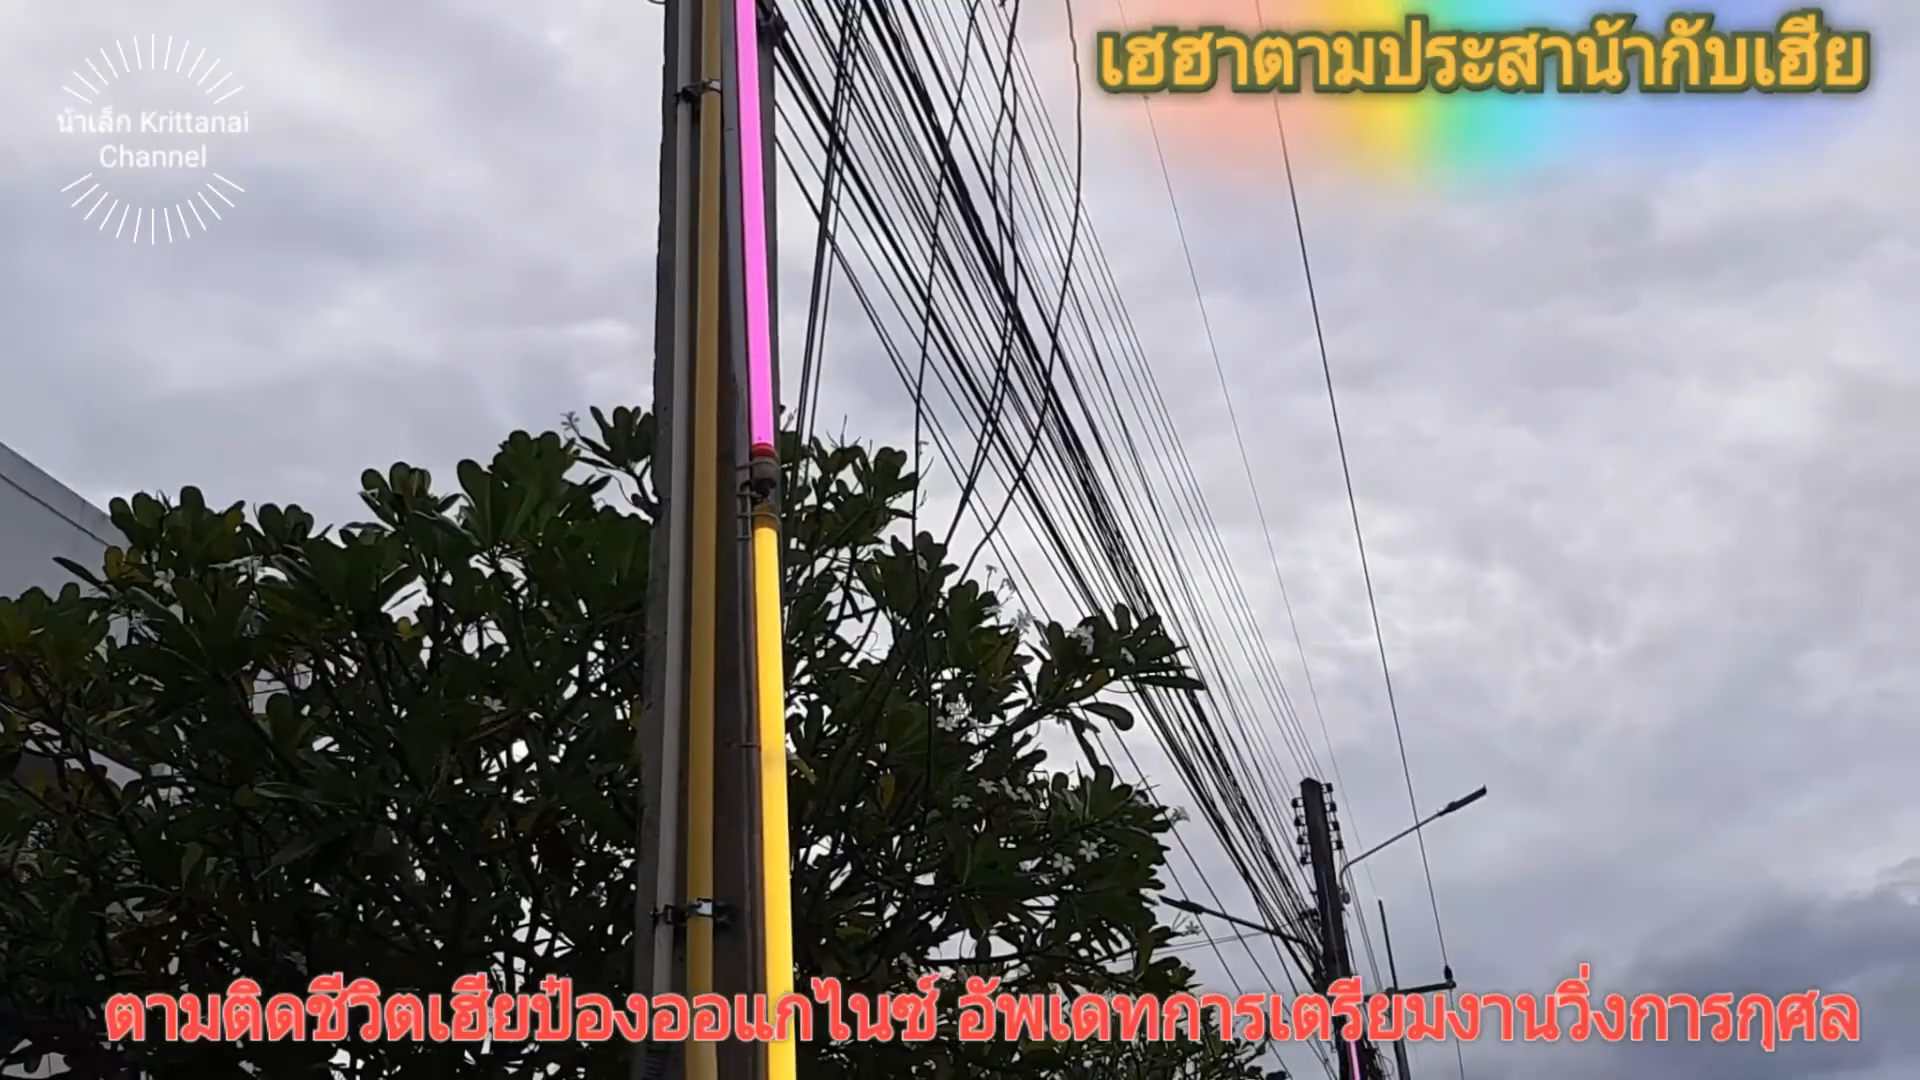 น้าเล็ก Krittanai
Channel
เฮฮาตามประสาน้ากับเฮีย
ตามติดชีวิตเฮียป๋องออแกไนซ์ อัพเดทการเตรียมงานวิ่งการกุศล